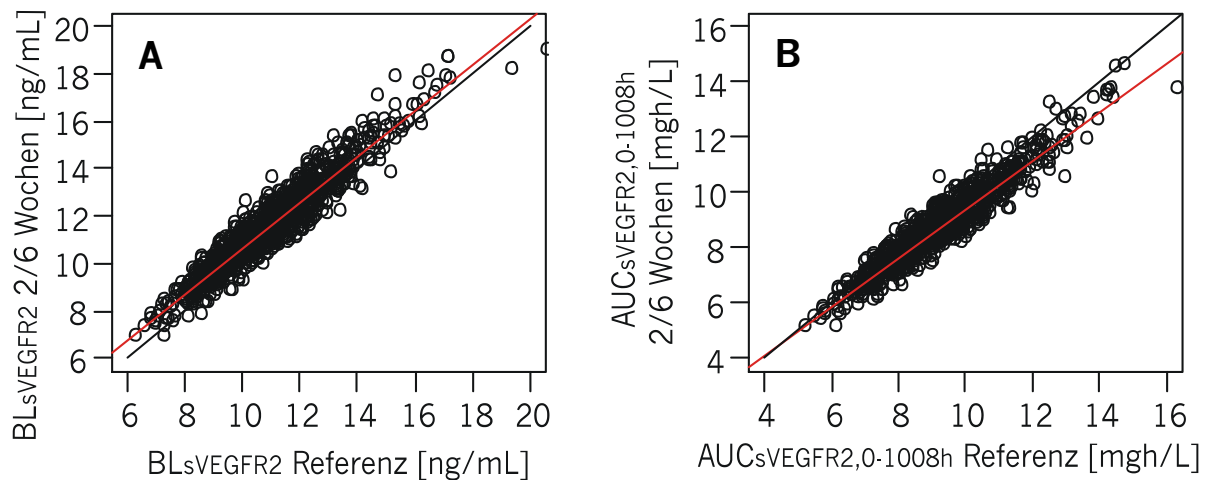 A
BLsVEGFR2 2/6 Wochen [ng/mL]
20
18
16
14
12
10
8
6
6 8 10 12 14 16 18 20
BLsVEGFR2 Referenz [ng/mL]
B
AUCsVEGFR2,0-1008h
2/6 Wochen [mgh/L]
16
14
12
10
8
6
4
4 6 8 10 12 14 16
AUCsVEGFR2,0-1008h Referenz [mgh/L]